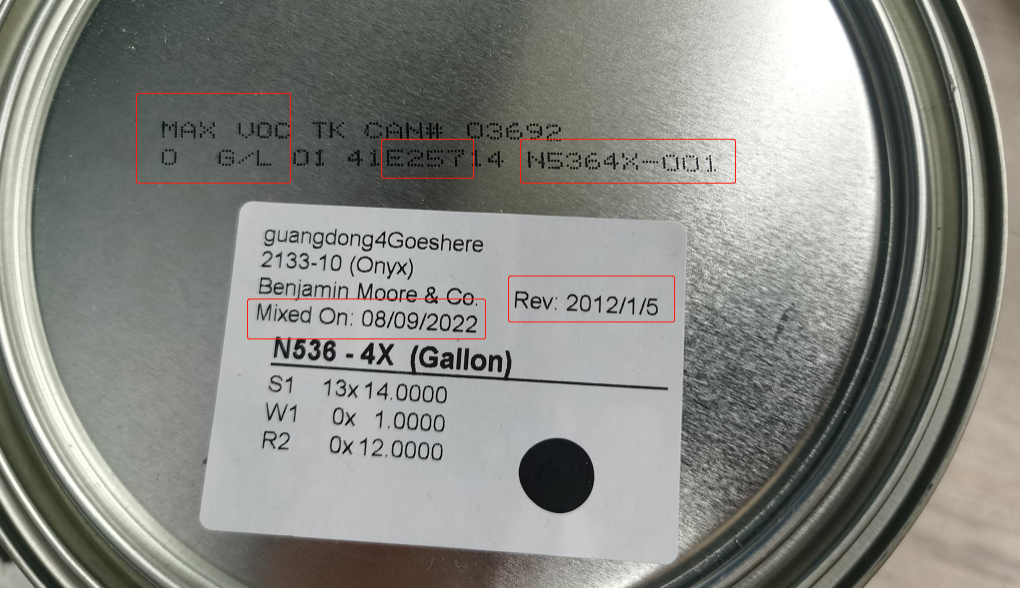 MAX VOC TK CAN# 03692
0 G/L 01 41E25714 N5364X-001
guangdong4Goeshere
2133-10 (Onyx)
Benjamin Moore & Co.
Rev: 2012/1/5
Mixed On: 08/09/2022
N536 - 4X (Gallon)
S1 13x 14.0000
W1 0x 1.0000
R2 0x 12.0000